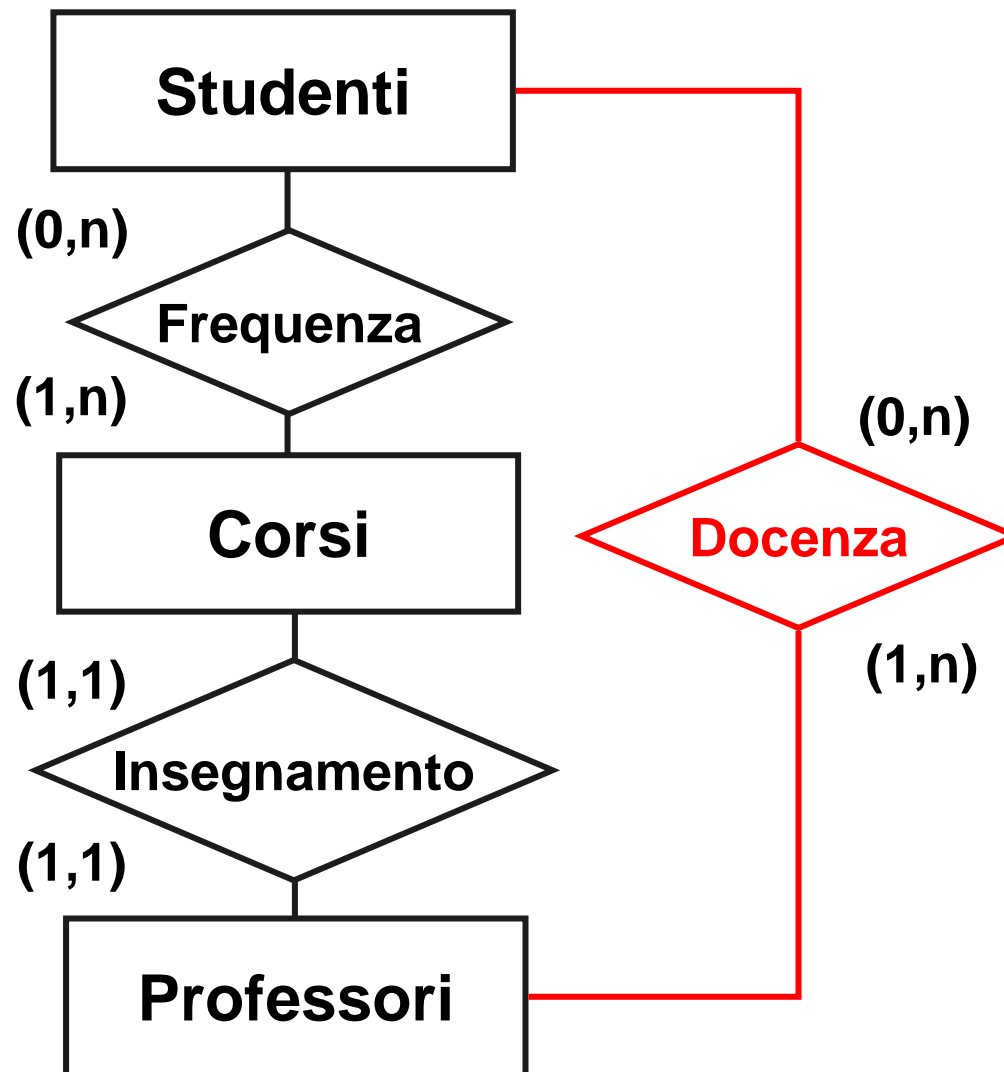 Studenti
(0,n)
Frequenza
(1,n)
(0,n)
Corsi
Docenza
(1,1)
(1,n)
Insegnamento
(1,1)
Professori